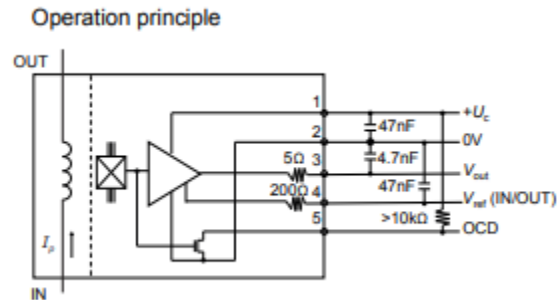 Operation principle
OUT
1
+Uc
47nF
2
0V
5Ω
3
4.7nF
Vout
200Ω
4
47nF
Vref (IN/OUT)
>10kΩ
5
OCD
Ip
IN